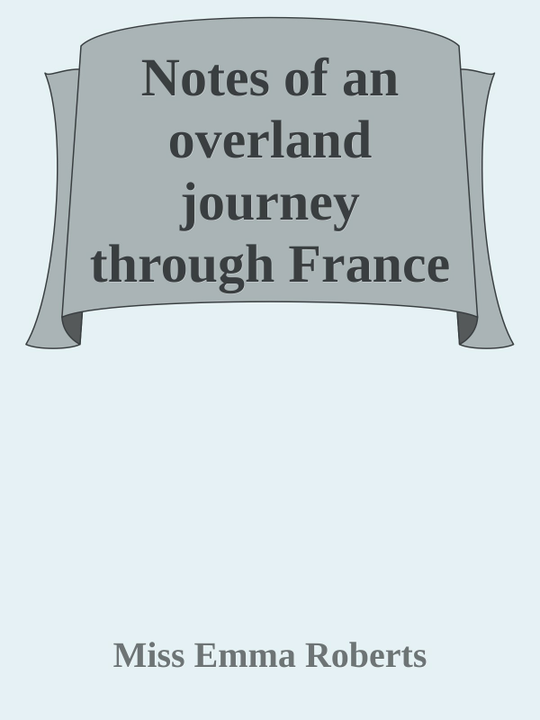 Notes of an
overland
journey
through France
Miss Emma Roberts